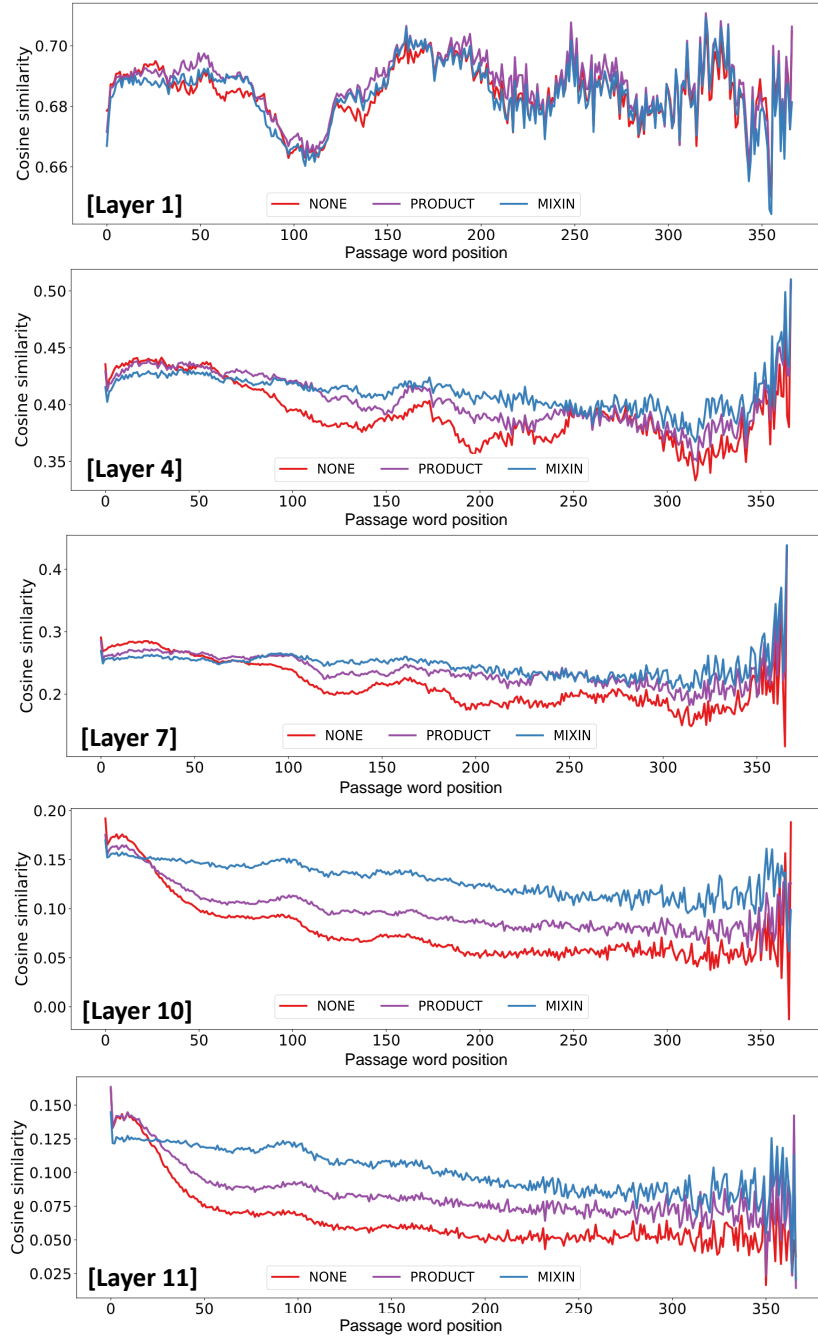 0.70
0.68
0.66
Cosine similarity
[Layer 1]
NONE PRODUCT MIXIN
0 50 100 150 200 250 300 350
Passage word position
0.50
0.45
0.40
0.35
Cosine similarity
[Layer 4]
NONE PRODUCT MIXIN
0 50 100 150 200 250 300 350
Passage word position
0.4
0.3
0.2
Cosine similarity
[Layer 7]
NONE PRODUCT MIXIN
0 50 100 150 200 250 300 350
Passage word position
0.20
0.15
0.10
0.05
0.00
Cosine similarity
[Layer 10]
NONE PRODUCT MIXIN
0 50 100 150 200 250 300 350
Passage word position
0.150
0.125
0.100
0.075
0.050
0.025
Cosine similarity
[Layer 11]
NONE PRODUCT MIXIN
0 50 100 150 200 250 300 350
Passage word position